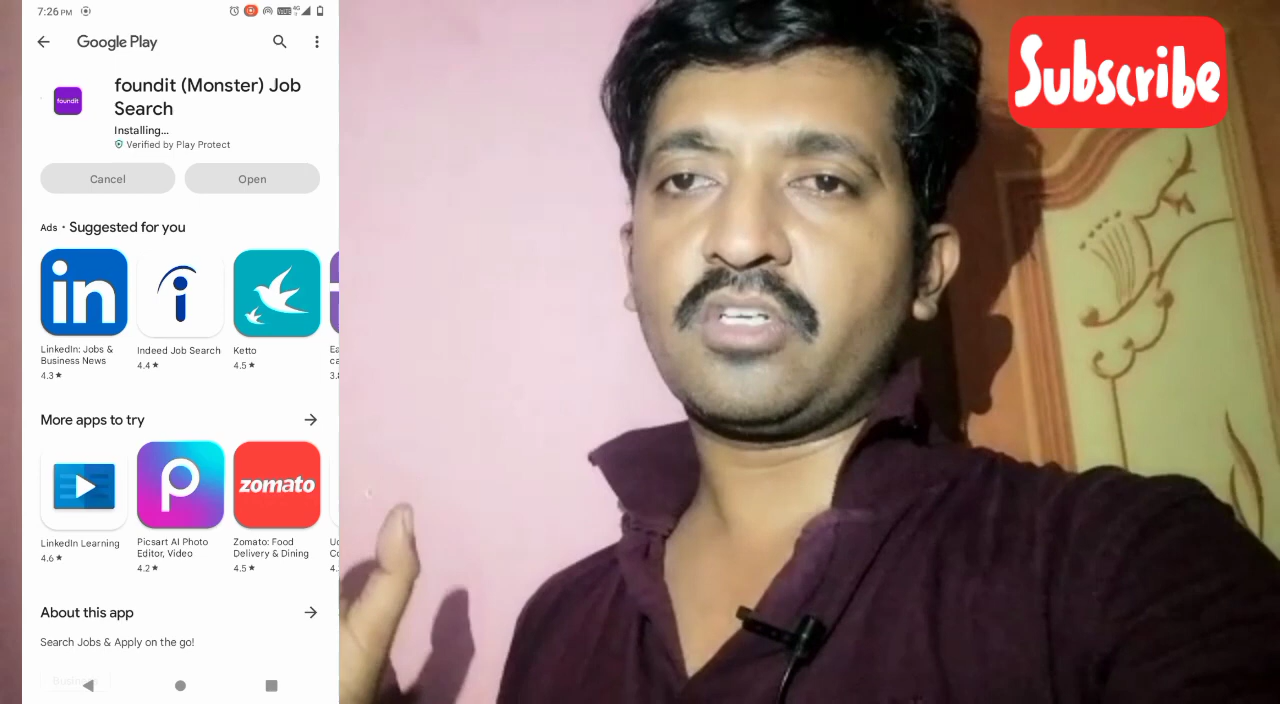 7:26 PM
4G
Google Play
foundit
foundit (Monster) Job
Search
Installing...
Verified by Play Protect
Cancel
Open
Ads · Suggested for you
in
LinkedIn: Jobs &
Business News
4.3★
Indeed Job Search
4.4★
Ketto
4.5★
More apps to try
zomato
LinkedIn Learning
4.6★
Picsart AI Photo
Editor, Video
4.2★
Zomato: Food
Delivery & Dining
4.5★
About this app
Search Jobs & Apply on the go!
Subscribe